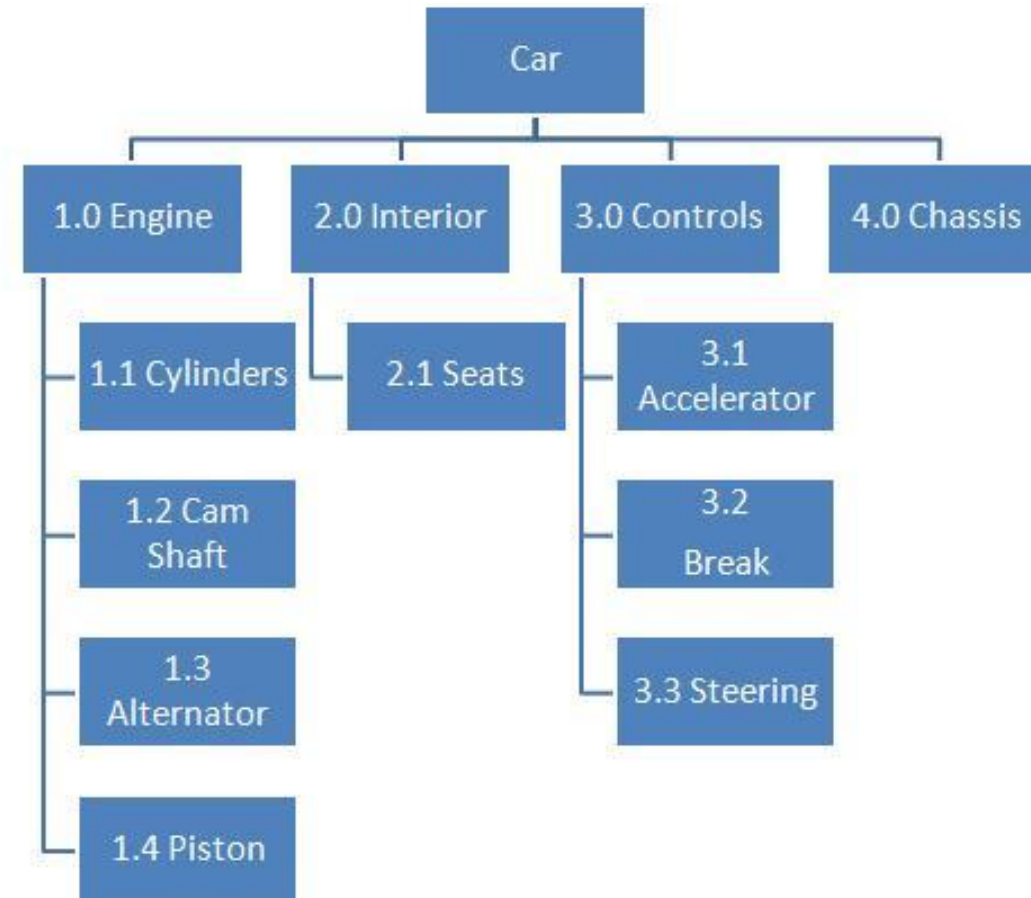 Car
1.0 Engine
2.0 Interior
3.0 Controls
4.0 Chassis
1.1 Cylinders
2.1 Seats
3.1
Accelerator
1.2 Cam
Shaft
3.2
Break
1.3
Alternator
3.3 Steering
1.4 Piston